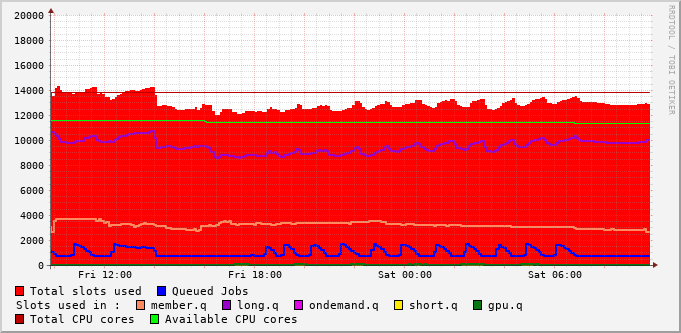 20000
18000
16000
14000
12000
10000
8000
6000
4000
2000
0
Fri 12:00 Fri 18:00 Sat 00:00 Sat 06:00
RRDTOOL / TOBI OETIKER
Total slots used Queued Jobs
Slots used in : member.q long.q ondemand.q short.q gpu.q
Total CPU cores Available CPU cores